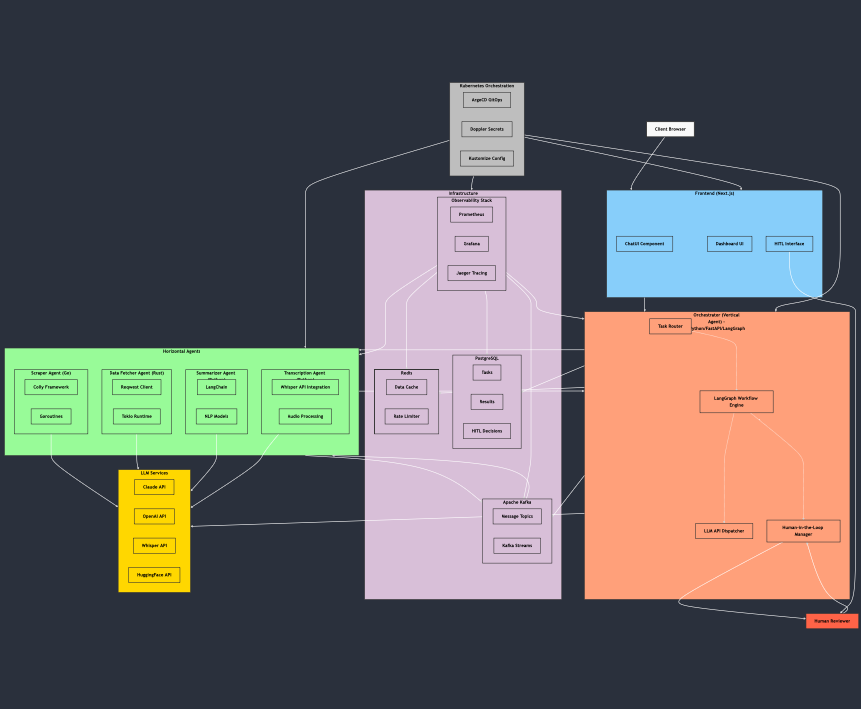 Kubernetes Orchestration
ArgoCD GitOps
Doppler Secrets
Kustomize Config
Client Browser
Infrastructure
Observability Stack
Prometheus
Grafana
Jaeger Tracing
Frontend (Next.js)
ChatUI Component
Dashboard UI
HITL Interface
Orchestrator (Vertical
Agent) -
ython/FastAPI/LangGraph
Task Router
LangGraph Workflow
Engine
LLM API Dispatcher
Human-in-the-Loop
Manager
Human Reviewer
Horizontal Agents
Scraper Agent (Go)
Colly Framework
Goroutines
Data Fetcher Agent (Rust)
Reqwest Client
Tokio Runtime
Summarizer Agent
LangChain
NLP Models
Transcription Agent
Whisper API Integration
Audio Processing
Redis
Data Cache
Rate Limiter
PostgreSQL
Tasks
Results
HITL Decisions
Apache Kafka
Message Topics
Kafka Streams
LLM Services
Claude API
OpenAI API
Whisper API
HuggingFace API